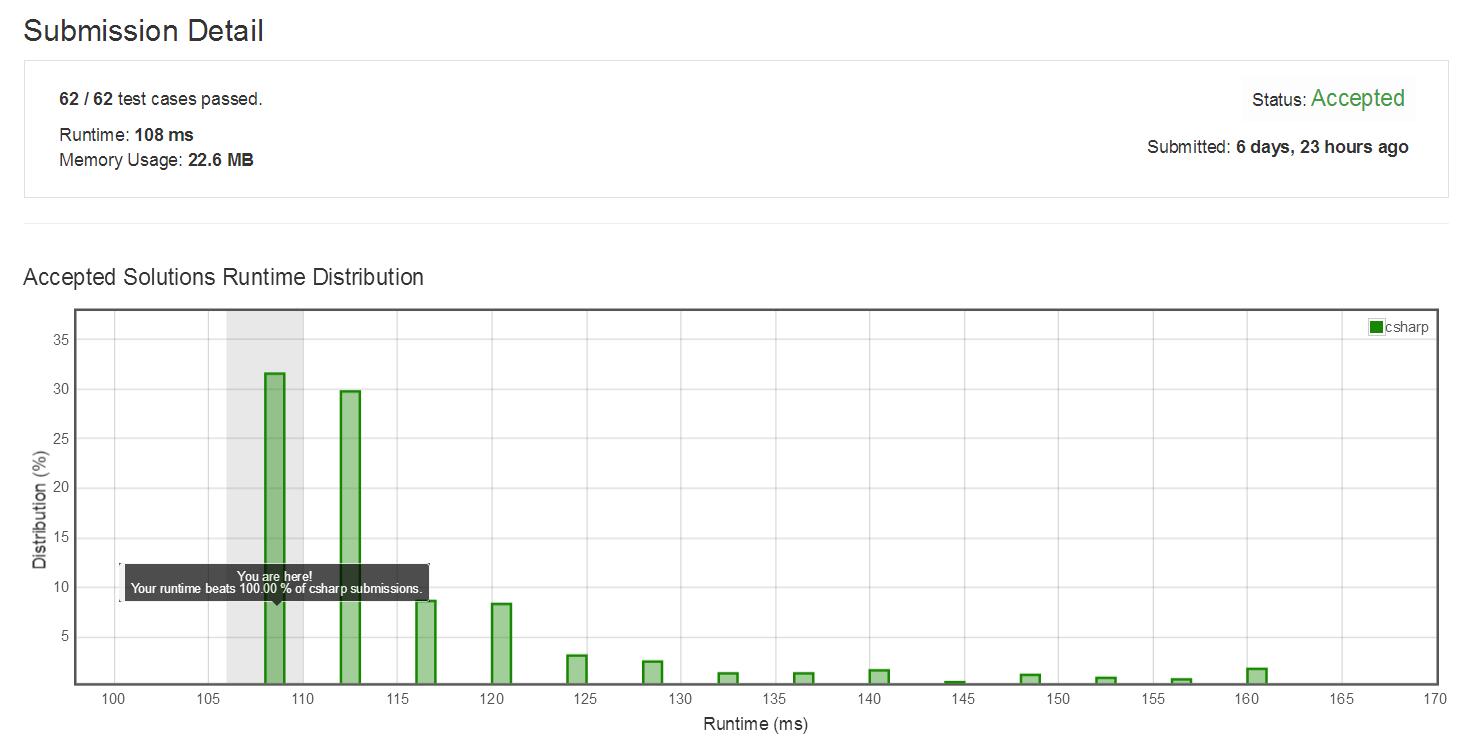 Submission Detail
62 / 62 test cases passed.
Status: Accepted
Runtime: 108 ms
Submitted: 6 days, 23 hours ago
Memory Usage: 22.6 MB
Accepted Solutions Runtime Distribution
csharp
35
30
25
20
15
10
5
Distribution (%)
You are here!
Your runtime beats 100.00 % of csharp submissions.
100 105 110 115 120 125 130 135 140 145 150 155 160 165 170
Runtime (ms)